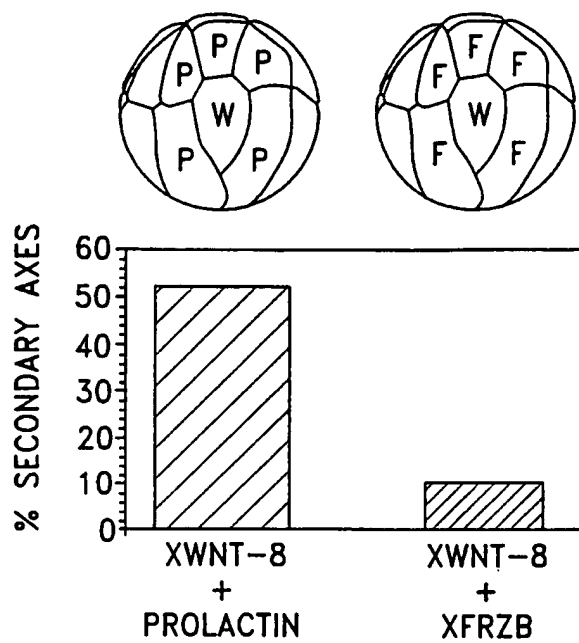 P P P
W
P P
F F F
W
F F
% SECONDARY AXES
60
50
40
30
20
10
0
XWNT-8
+
PROLACTIN
XWNT-8
+
XFRZB